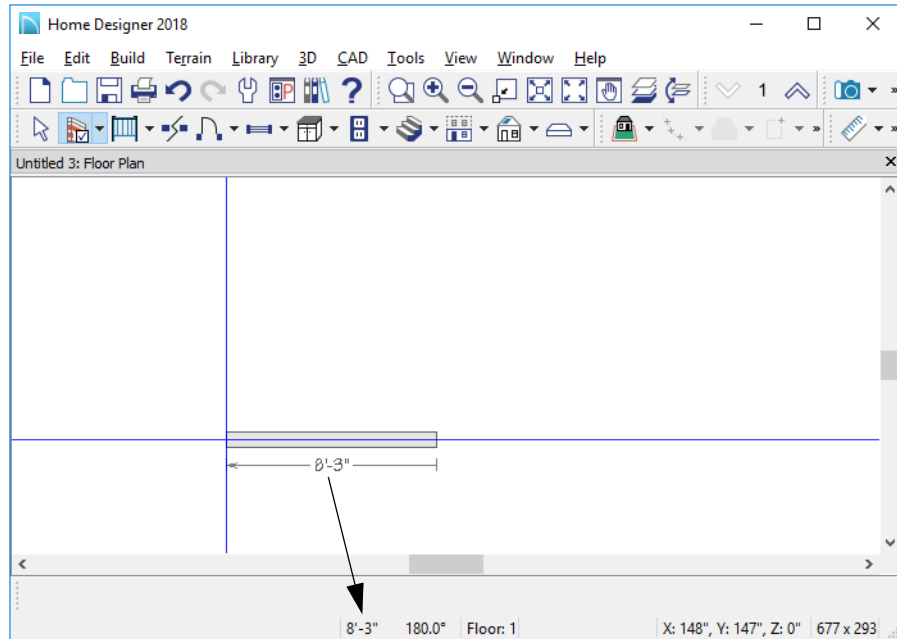 Home Designer 2018
File Edit Build Terrain Library 3D CAD Tools View Window Help
P ? 1 »
» »
Untitled 3: Floor Plan
8'-3"
8'-3" 180.0° Floor: 1 X: 148", Y: 147", Z: 0" 677 x 293